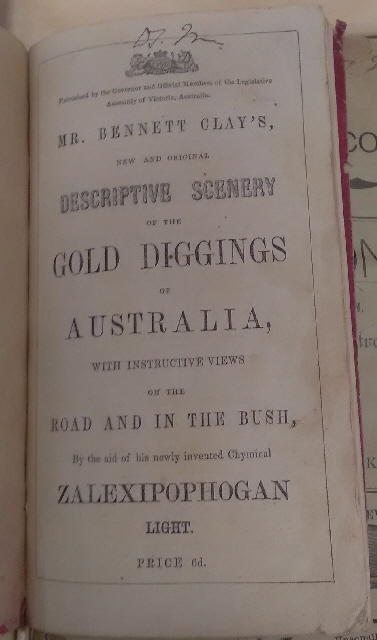 Patronised by the Governor and Official Members of the Legislative
Assembly of Victoria, Australia.
MR. BENNETT CLAY'S,
NEW AND ORIGINAL
DESCRIPTIVE SCENERY
OF THE
GOLD DIGGINGS
OF
AUSTRALIA,
WITH INSTRUCTIVE VIEWS
ON THE
ROAD AND IN THE BUSH,
By the aid of his newly invented Chymical
ZALEXIPOPHOGAN
LIGHT.
PRICE 6d.